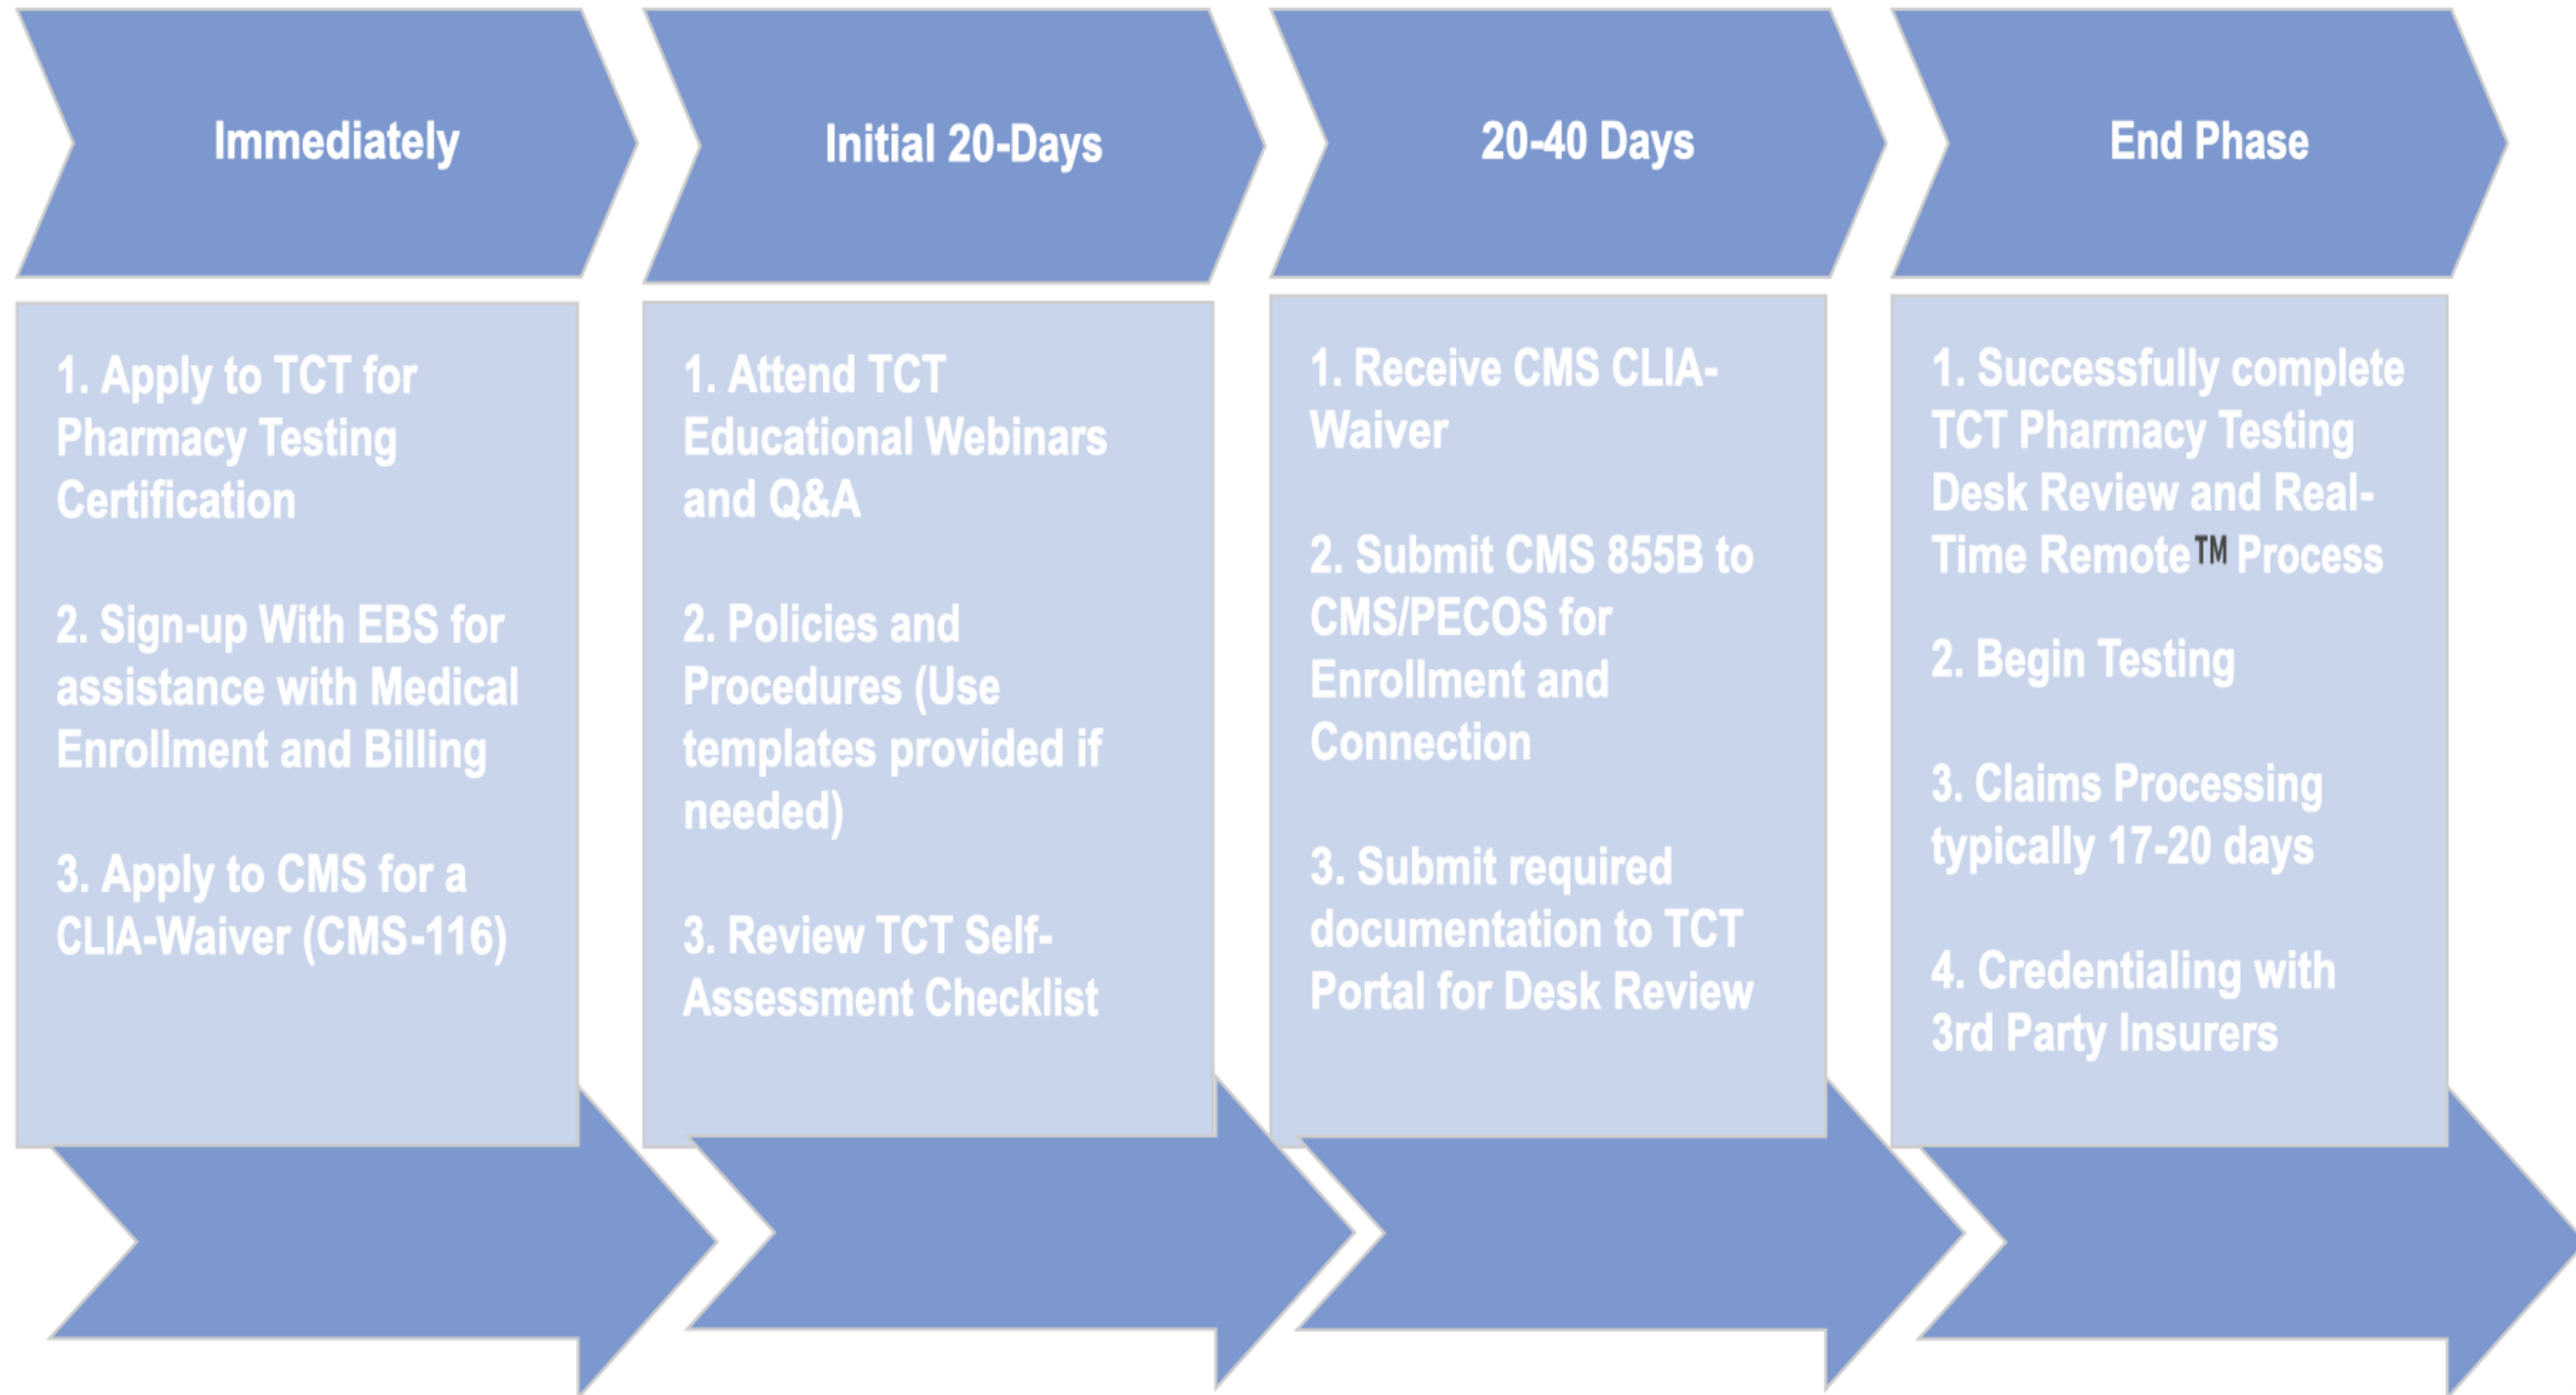 Immediately
1. Apply to TCT for
Pharmacy Testing
Certification
2. Sign-up With EBS for
assistance with Medical
Enrollment and Billing
3. Apply to CMS for a
CLIA-Waiver (CMS-116)
Initial 20-Days
1. Attend TCT
Educational Webinars
and Q&A
2. Policies and
Procedures (Use
templates provided if
needed)
3. Review TCT Self-
Assessment Checklist
20-40 Days
1. Receive CMS CLIA-
Waiver
2. Submit CMS 855B to
CMS/PECOS for
Enrollment and
Connection
3. Submit required
documentation to TCT
Portal for Desk Review
End Phase
1. Successfully complete
TCT Pharmacy Testing
Desk Review and Real-
Time Remote™ Process
2. Begin Testing
3. Claims Processing
typically 17-20 days
4. Credentialing with
3rd Party Insurers